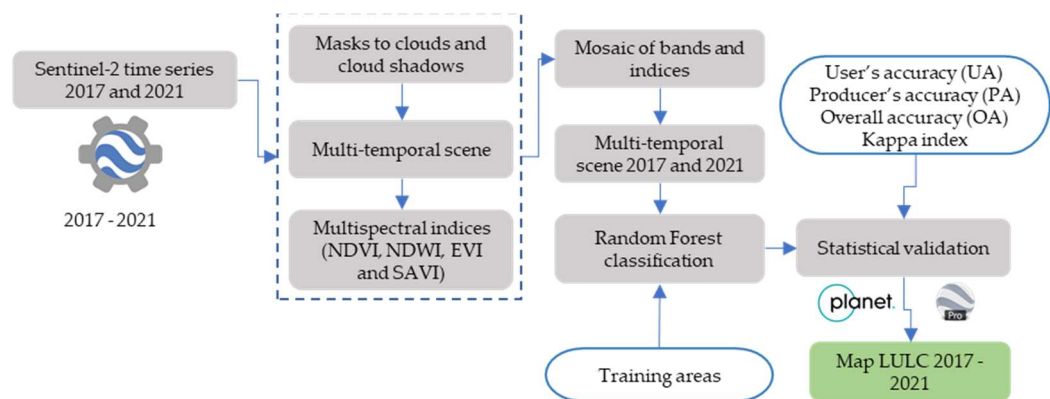 Sentinel-2 time series
2017 and 2021
2017 - 2021
Masks to clouds and
cloud shadows
Multi-temporal scene
Multispectral indices
(NDVI, NDWI, EVI
and SAVI)
Mosaic of bands and
indices
Multi-temporal
scene 2017 and 2021
Random Forest
classification
Training areas
User's accuracy (UA)
Producer's accuracy (PA)
Overall accuracy (OA)
Kappa index
Statistical validation
planet.
Pro
Map LULC 2017 -
2021